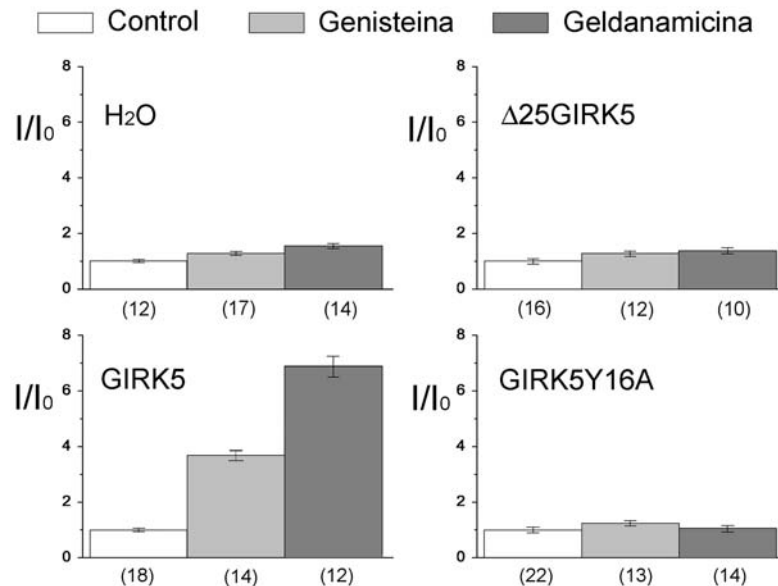 Control Genisteina Geldanamicina
8
6
4
2
0
I/I0
H2O
(12) (17) (14)
8
6
4
2
0
I/I0
Δ25GIRK5
(16) (12) (10)
8
6
4
2
0
I/I0
GIRK5
(18) (14) (12)
8
6
4
2
0
I/I0
GIRK5Y16A
(22) (13) (14)